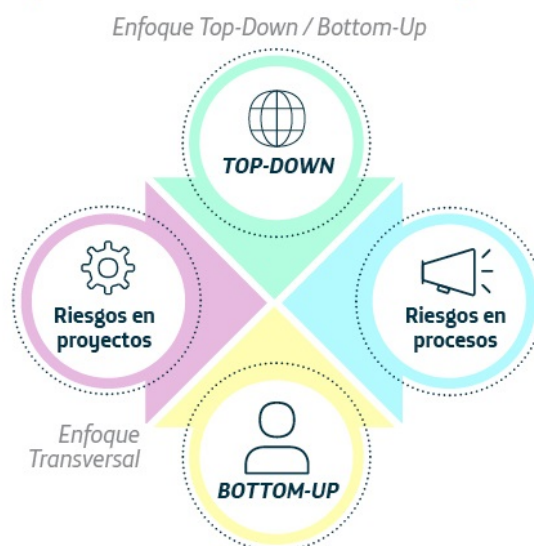 Enfoque Top-Down / Bottom-Up
TOP-DOWN
Riesgos en
proyectos
Riesgos en
procesos
Enfoque
Transversal
BOTTOM-UP